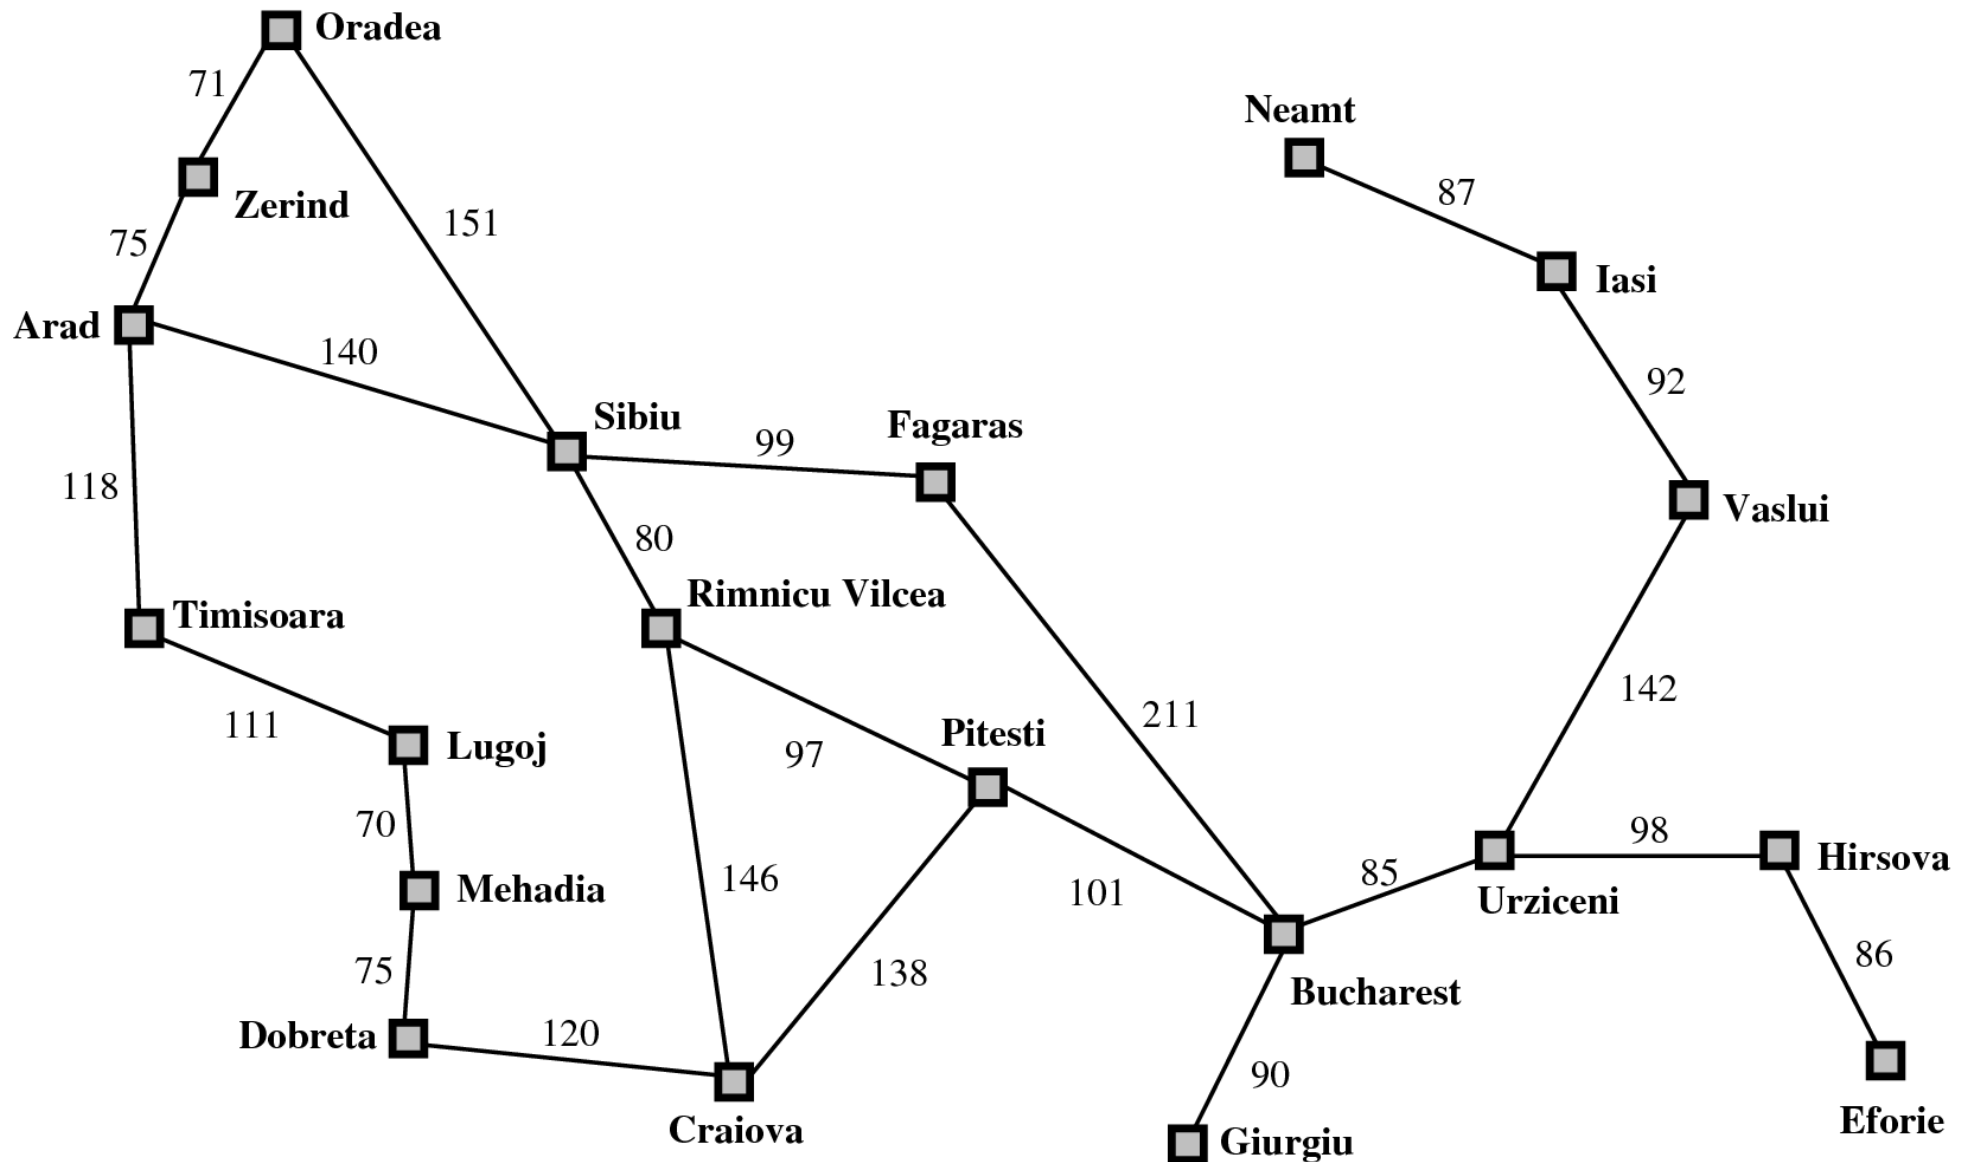 Oradea
71
Neamt
87
Zerind
151
75
Iasi
Arad
140
92
Sibiu
Fagaras
99
118
Vaslui
80
Rimnicu Vilcea
Timisoara
142
211
111
Pitesti
Lugoj
97
70
98
Hirsova
85
146
101
Mehadia
Urziceni
86
75
138
Bucharest
Dobreta
120
90
Eforie
Craiova
Giurgiu